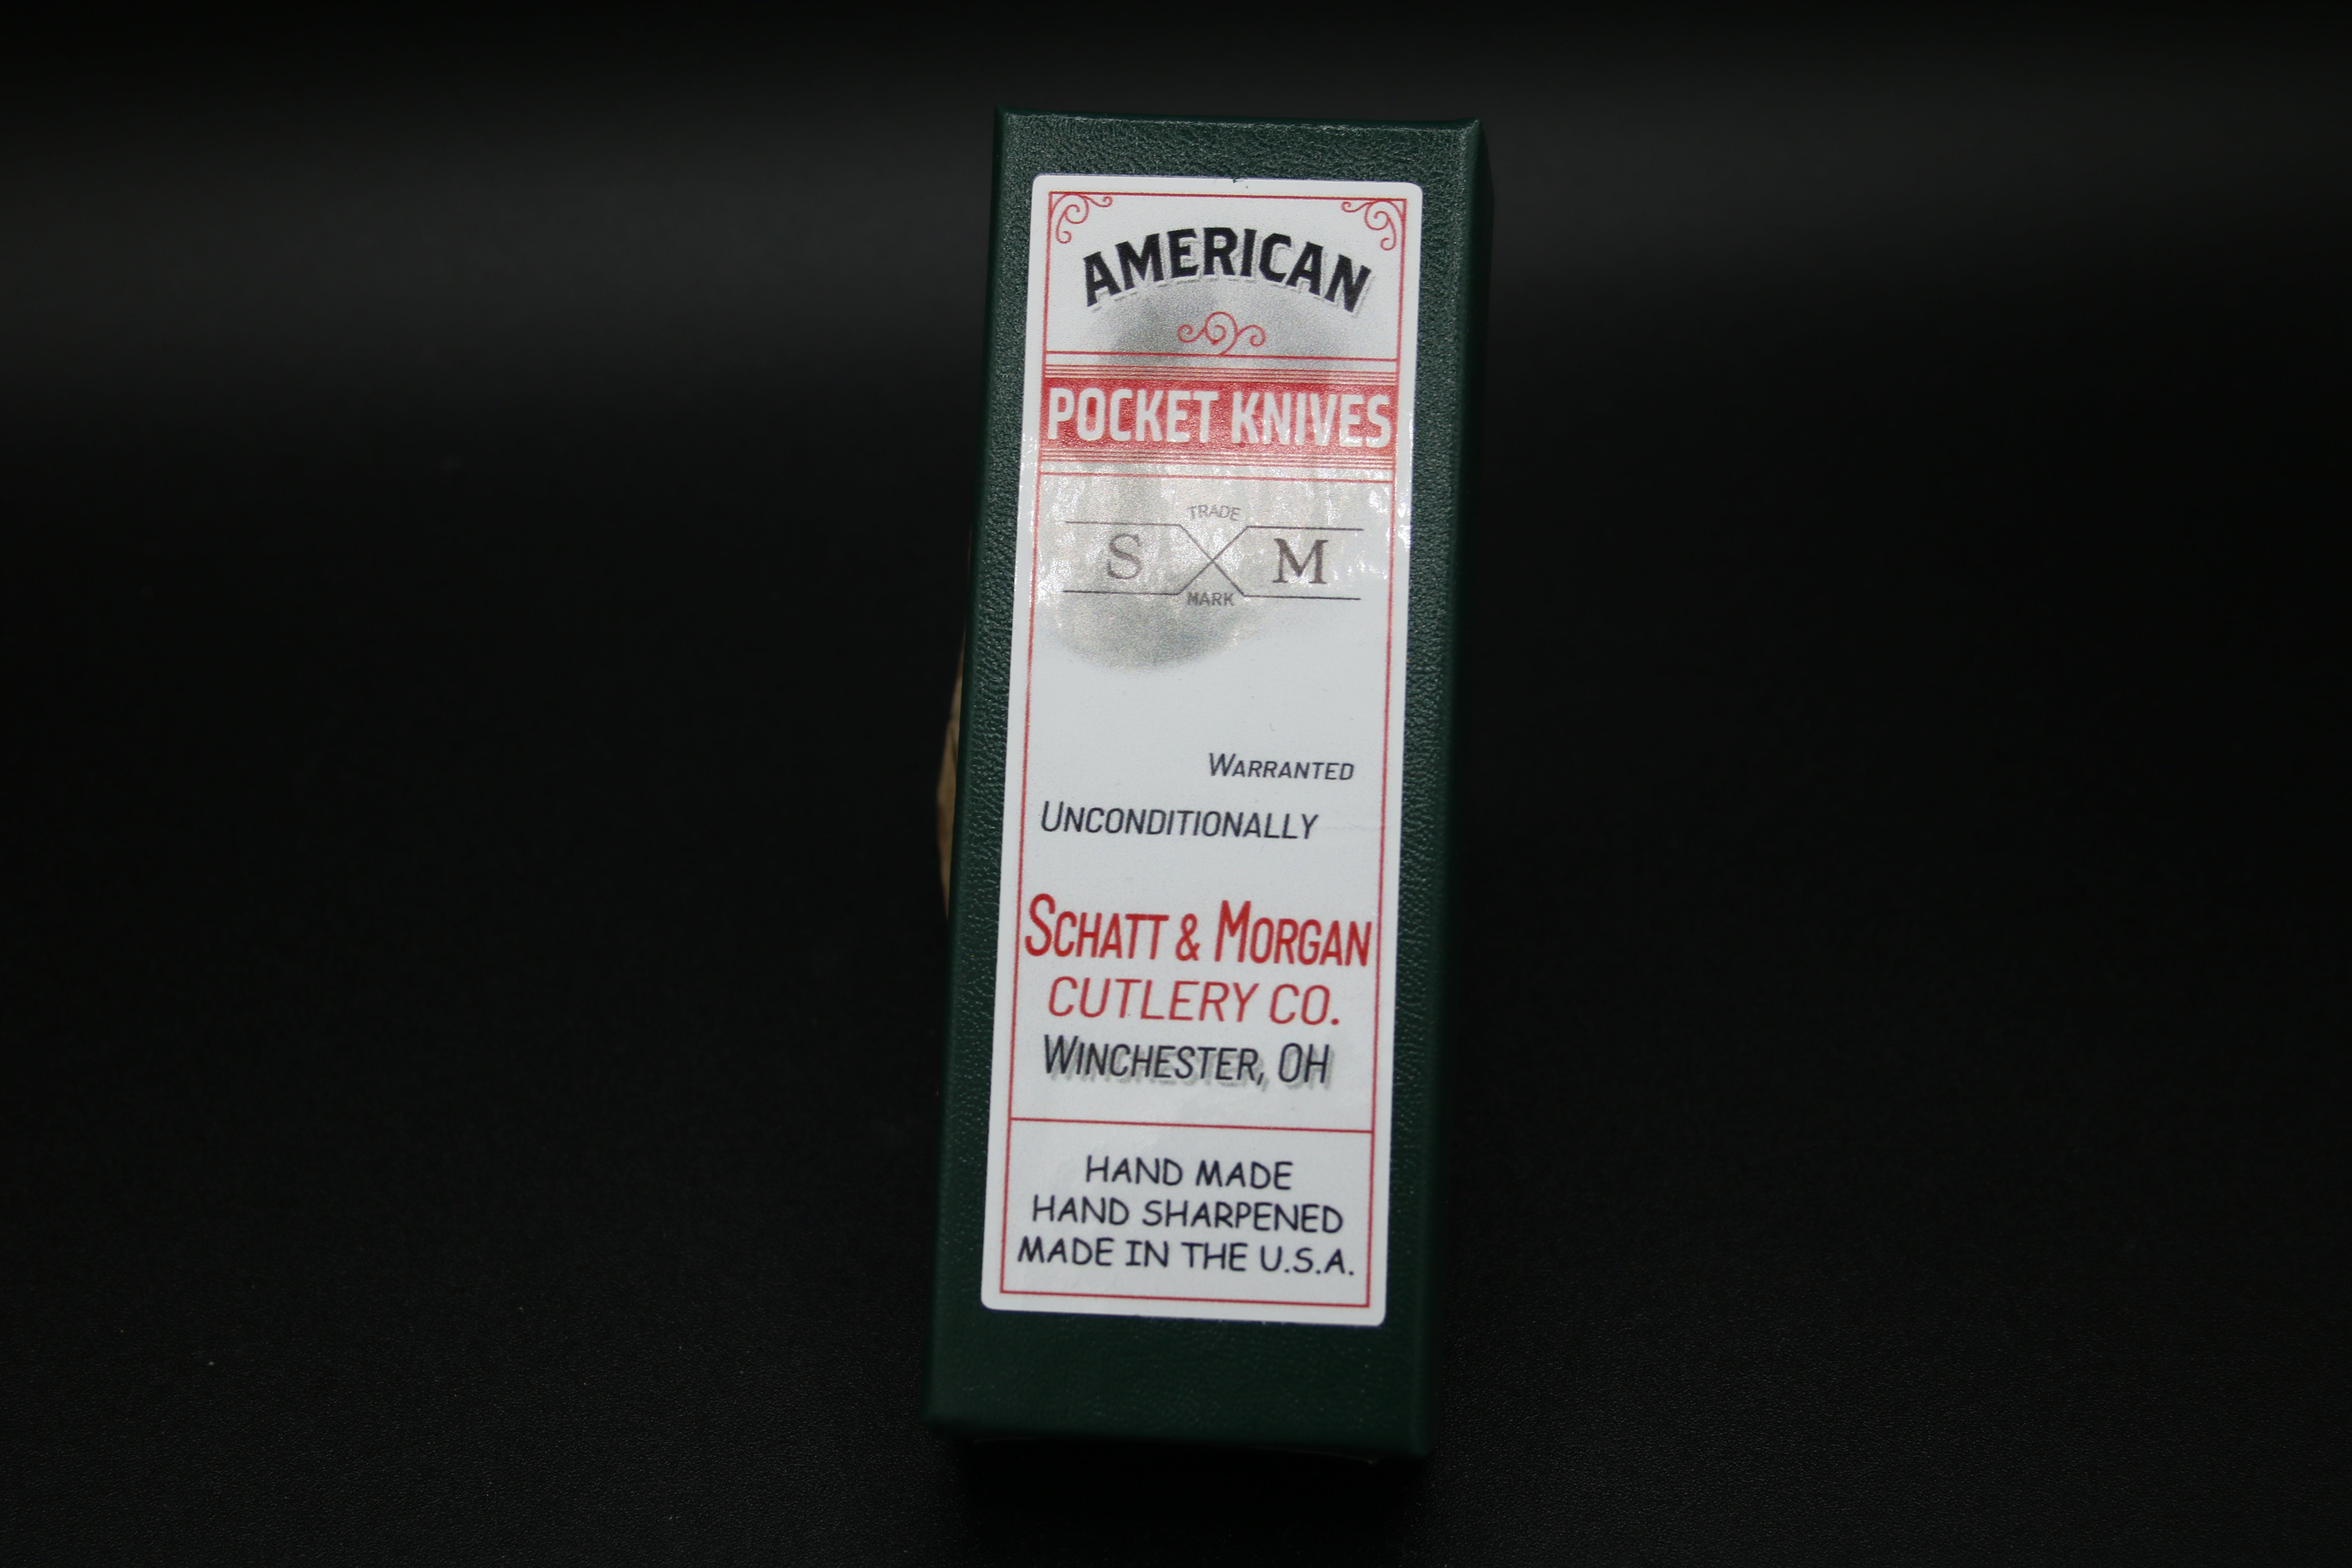 AMERICAN
POCKET KNIVES
TRADE
S M
MARK
WARRANTED
UNCONDITIONALLY
SCHATT & MORGAN
CUTLERY CO.
WINCHESTER, OH
HAND MADE
HAND SHARPENED
MADE IN THE U.S.A.